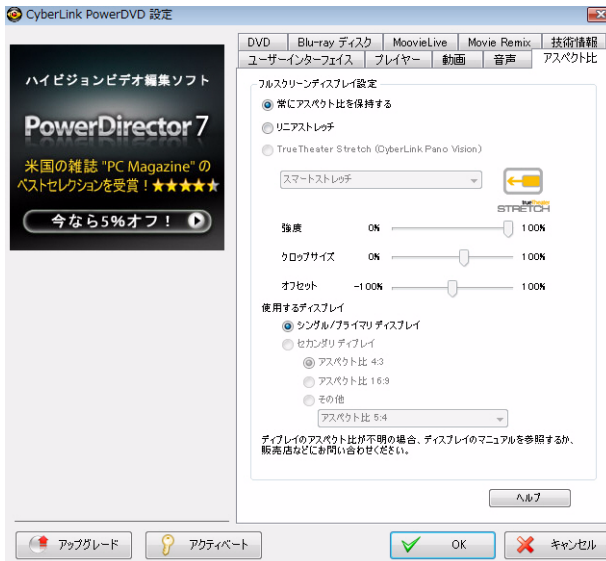 CyberLink PowerDVD 設定
ハイビジョンビデオ編集ソフト
PowerDirector 7
米国の雑誌 "PC Magazine" の
ベストセレクションを受賞！★★★★★
今なら5%オフ！
DVD Blu-ray ディスク MoovieLive Movie Remix 技術情報
ユーザーインターフェイス プレイヤー 動画 音声 アスペクト比
フルスクリーンディスプレイ設定
常にアスペクト比を保持する
リニアストレッチ
TrueTheater Stretch (CyberLink Pano Vision)
スマートストレッチ
TrueTheater
STRETCH
強度 0% 100%
クロップサイズ 0% 100%
オフセット -100% 100%
使用するディスプレイ
シングル/プライマリ ディスプレイ
セカンダリ ディプレイ
アスペクト比 4:3
アスペクト比 16:9
その他
アスペクト比 5:4
ディプレイのアスペクト比が不明の場合、ディスプレイのマニュアルを参照するか、
販売店などにお問い合わせください。
ヘルプ
アップグレード アクティベート OK キャンセル